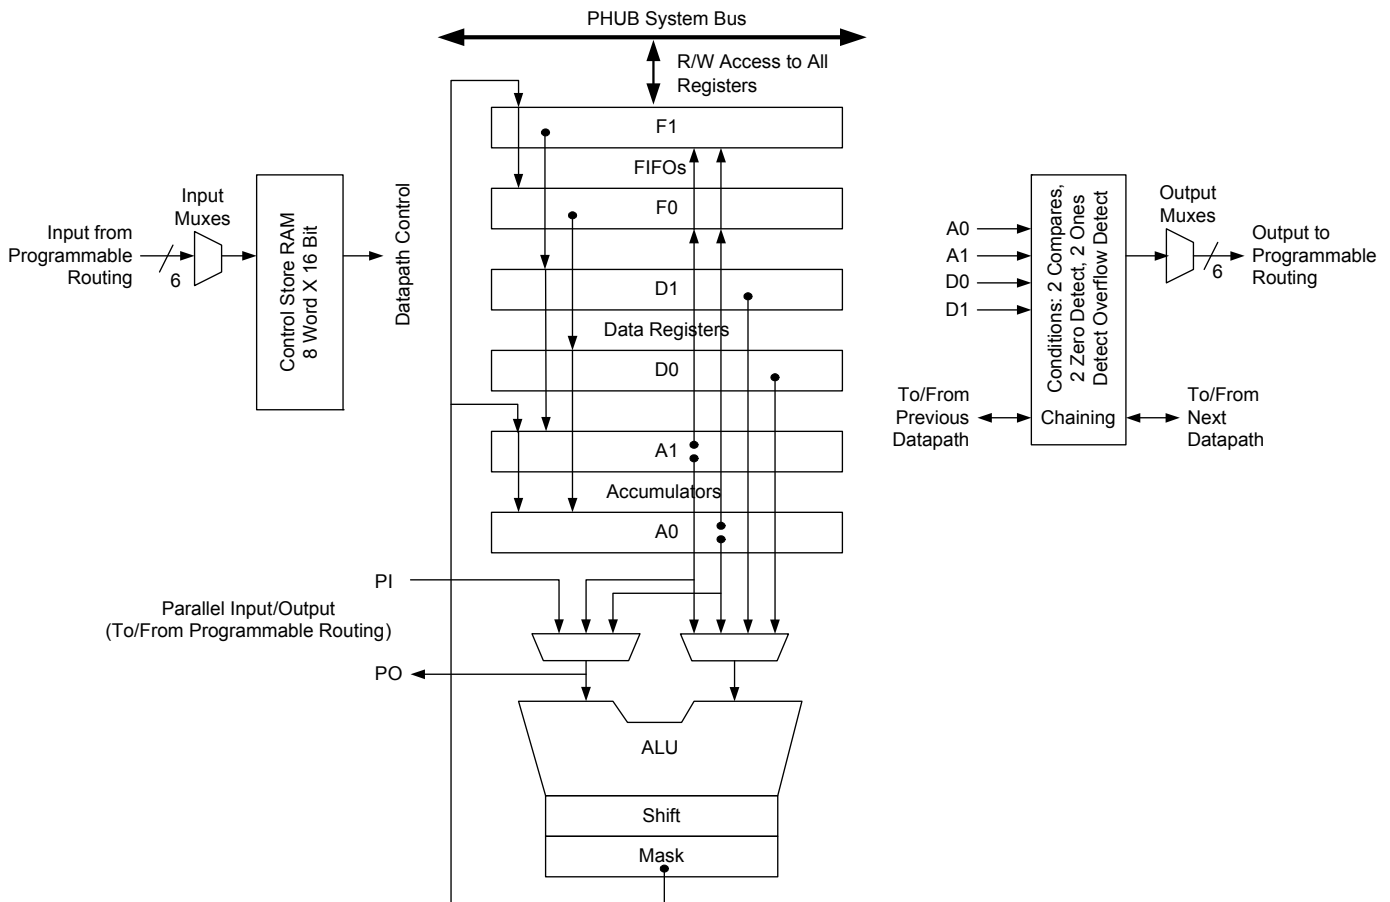 PHUB System Bus
R/W Access to All
Registers
F1
FIFOs
F0
D1
Data Registers
D0
A1
Accumulators
A0
Input
Muxes
Input from
Programmable
Routing
6
Control Store RAM
8 Word X 16 Bit
Datapath Control
PI
Parallel Input/Output
(To/From Programmable Routing)
PO
ALU
Shift
Mask
A0
A1
D0
D1
Conditions: 2 Compares,
2 Zero Detect, 2 Ones
Detect Overflow Detect
Chaining
Output
Muxes
6
Output to
Programmable
Routing
To/From
Previous
Datapath
To/From
Next
Datapath